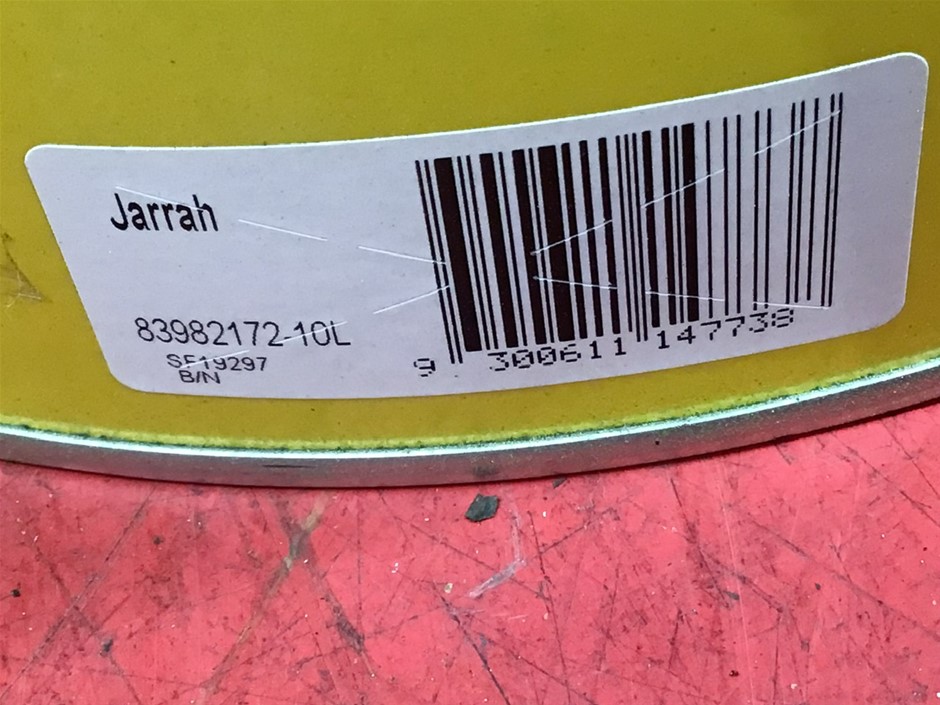 Jarrah
83982172-10L
SF19297
B/N
9 300611 147738